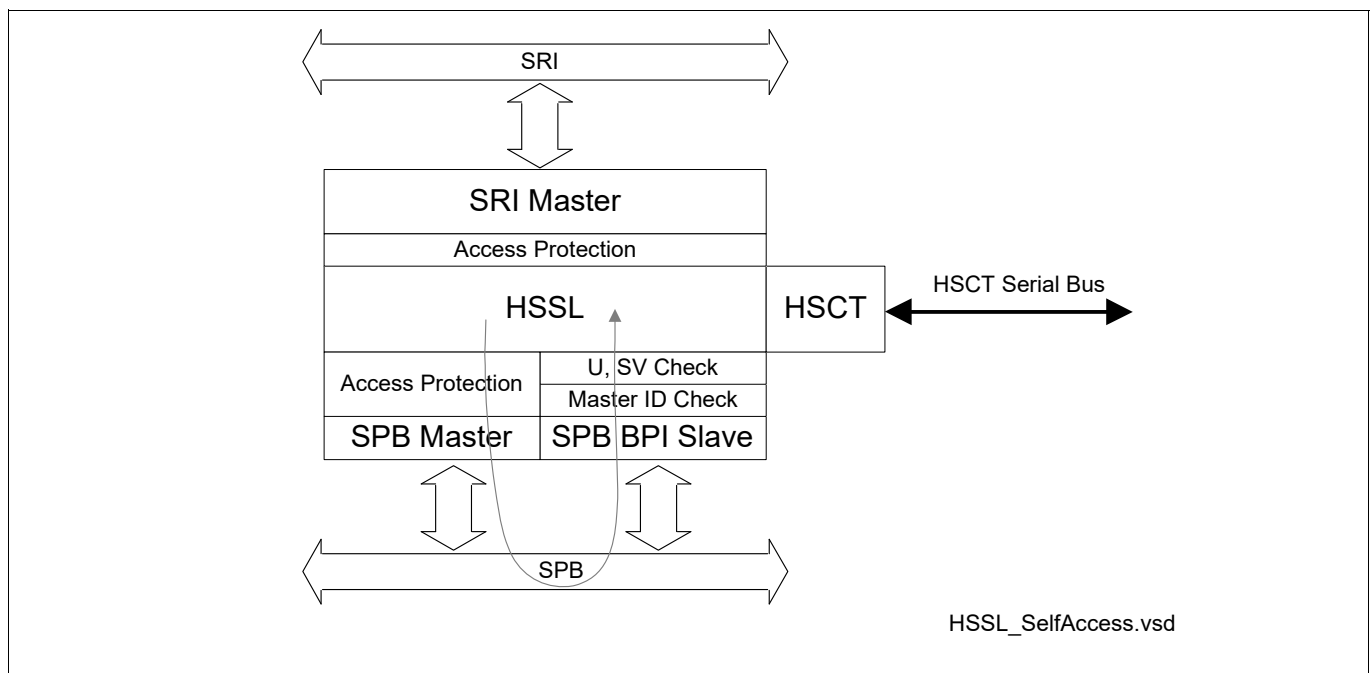 SRI
SRI Master
Access Protection
HSSL
HSCT
HSCT Serial Bus
Access Protection
U, SV Check
Master ID Check
SPB Master
SPB BPI Slave
SPB
HSSL_SelfAccess.vsd